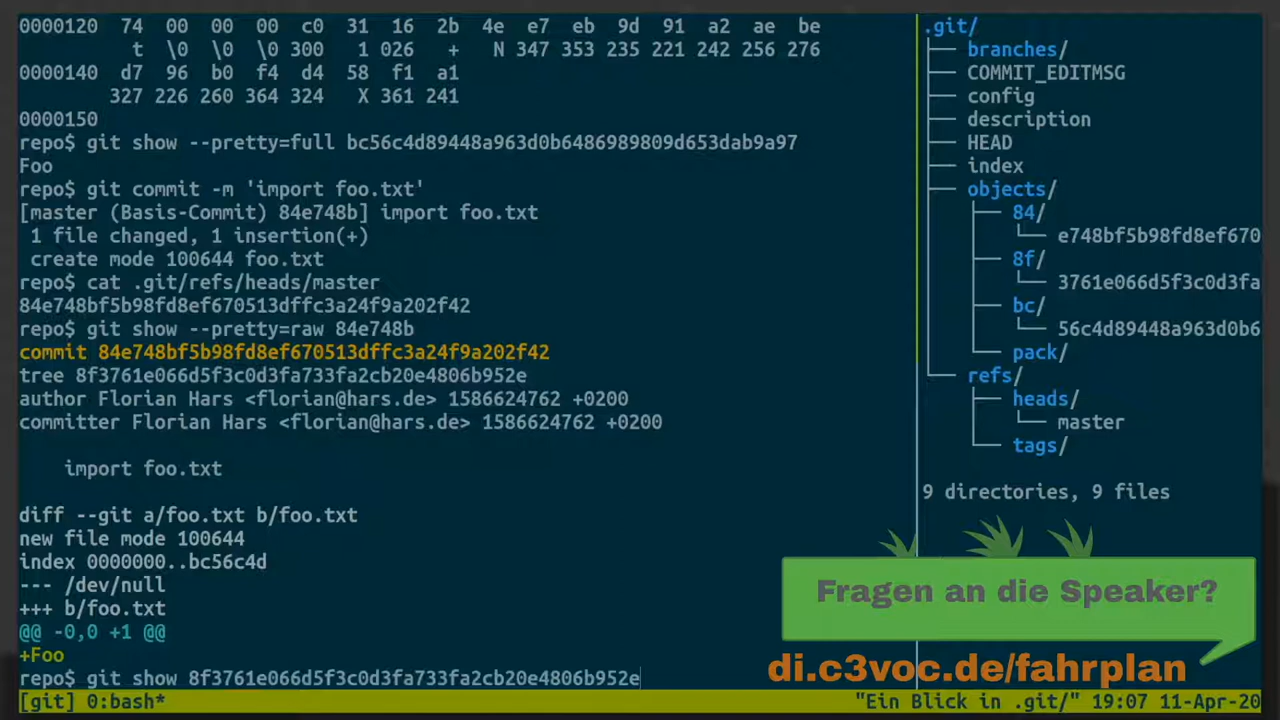 0000120  74  00  00  00  c0  31  16  2b  4e  e7  eb  9d  91  a2  ae  be
t  \0  \0  \0 300   1 026   +   N 347 353 235 221 242 256 276
0000140  d7  96  b0  f4  d4  58  f1  a1
327 226 260 364 324   X 361 241
0000150
repo$ git show --pretty=full bc56c4d89448a963d0b6486989809d653dab9a97
Foo
repo$ git commit -m 'import foo.txt'
[master (Basis-Commit) 84e748b] import foo.txt
 1 file changed, 1 insertion(+)
 create mode 100644 foo.txt
repo$ cat .git/refs/heads/master
84e748bf5b98fd8ef670513dffc3a24f9a202f42
repo$ git show --pretty=raw 84e748b
commit 84e748bf5b98fd8ef670513dffc3a24f9a202f42
tree 8f3761e066d5f3c0d3fa733fa2cb20e4806b952e
author Florian Hars <florian@hars.de> 1586624762 +0200
committer Florian Hars <florian@hars.de> 1586624762 +0200
    import foo.txt
diff --git a/foo.txt b/foo.txt
new file mode 100644
index 0000000..bc56c4d
--- /dev/null
+++ b/foo.txt
@@ -0,0 +1 @@
+Foo
repo$ git show 8f3761e066d5f3c0d3fa733fa2cb20e4806b952e
.git/
├── branches/
├── COMMIT_EDITMSG
├── config
├── description
├── HEAD
├── index
├── objects/
│   ├── 84/
│   │   └── e748bf5b98fd8ef670
│   ├── 8f/
│   │   └── 3761e066d5f3c0d3fa
│   ├── bc/
│   │   └── 56c4d89448a963d0b6
│   └── pack/
└── refs/
    ├── heads/
    │   └── master
    └── tags/
9 directories, 9 files
Fragen an die Speaker?
di.c3voc.de/fahrplan
[git] 0:bash*
"Ein Blick in .git/" 19:07 11-Apr-20